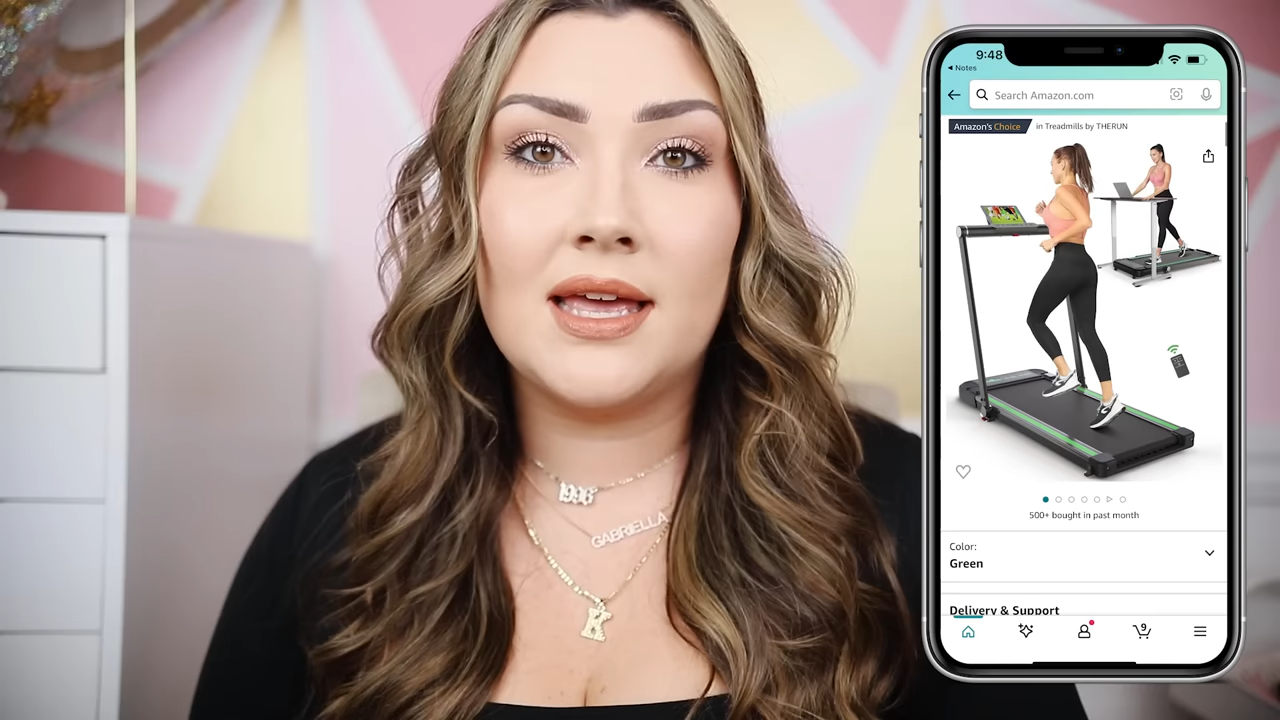 1996
GABRIELLA
K
9:48
Notes
Search Amazon.com
Amazon's Choice in Treadmills by THERUN
500+ bought in past month
Color:
Green
Delivery & Support
9